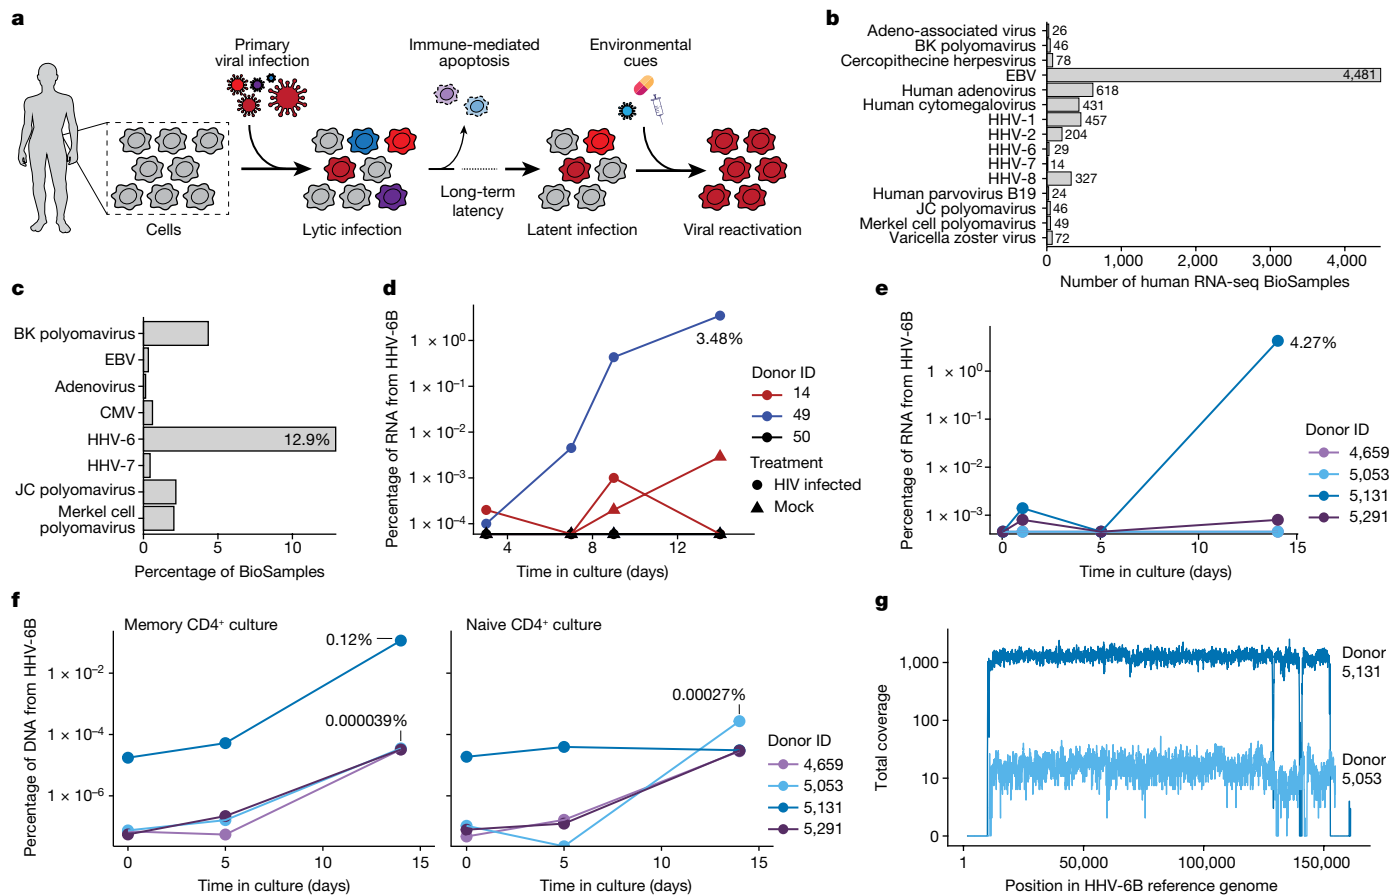 a
Primary
viral infection
Immune-mediated
apoptosis
Environmental
cues
Long-term
latency
Cells
Lytic infection
Latent infection
Viral reactivation
b
Adeno-associated virus 26
BK polyomavirus 46
Cercopithecine herpesvirus 78
EBV 4,481
Human adenovirus 618
Human cytomegalovirus 431
HHV-1 457
HHV-2 204
HHV-6 29
HHV-7 14
HHV-8 327
Human parvovirus B19 24
JC polyomavirus 46
Merkel cell polyomavirus 49
Varicella zoster virus 72
0 1,000 2,000 3,000 4,000
Number of human RNA-seq BioSamples
c
BK polyomavirus
EBV
Adenovirus
CMV
HHV-6 12.9%
HHV-7
JC polyomavirus
Merkel cell
polyomavirus
0 5 10
Percentage of BioSamples
d
Percentage of RNA from HHV-6B
1 × 10⁰
1 × 10⁻¹
1 × 10⁻²
1 × 10⁻³
1 × 10⁻⁴
3.48%
4 8 12
Time in culture (days)
Donor ID
14
49
50
Treatment
HIV infected
Mock
e
Percentage of RNA from HHV-6B
1 × 10⁰
1 × 10⁻¹
1 × 10⁻²
1 × 10⁻³
4.27%
0 5 10 15
Time in culture (days)
Donor ID
4,659
5,053
5,131
5,291
f
Percentage of DNA from HHV-6B
Memory CD4⁺ culture
1 × 10⁻²
1 × 10⁻⁴
1 × 10⁻⁶
0.12%
0.000039%
0 5 10 15
Time in culture (days)
Naive CD4⁺ culture
0.00027%
0 5 10 15
Time in culture (days)
Donor ID
4,659
5,053
5,131
5,291
g
Total coverage
1,000
100
10
0
Donor
5,131
Donor
5,053
1 50,000 100,000 150,000
Position in HHV-6B reference genome